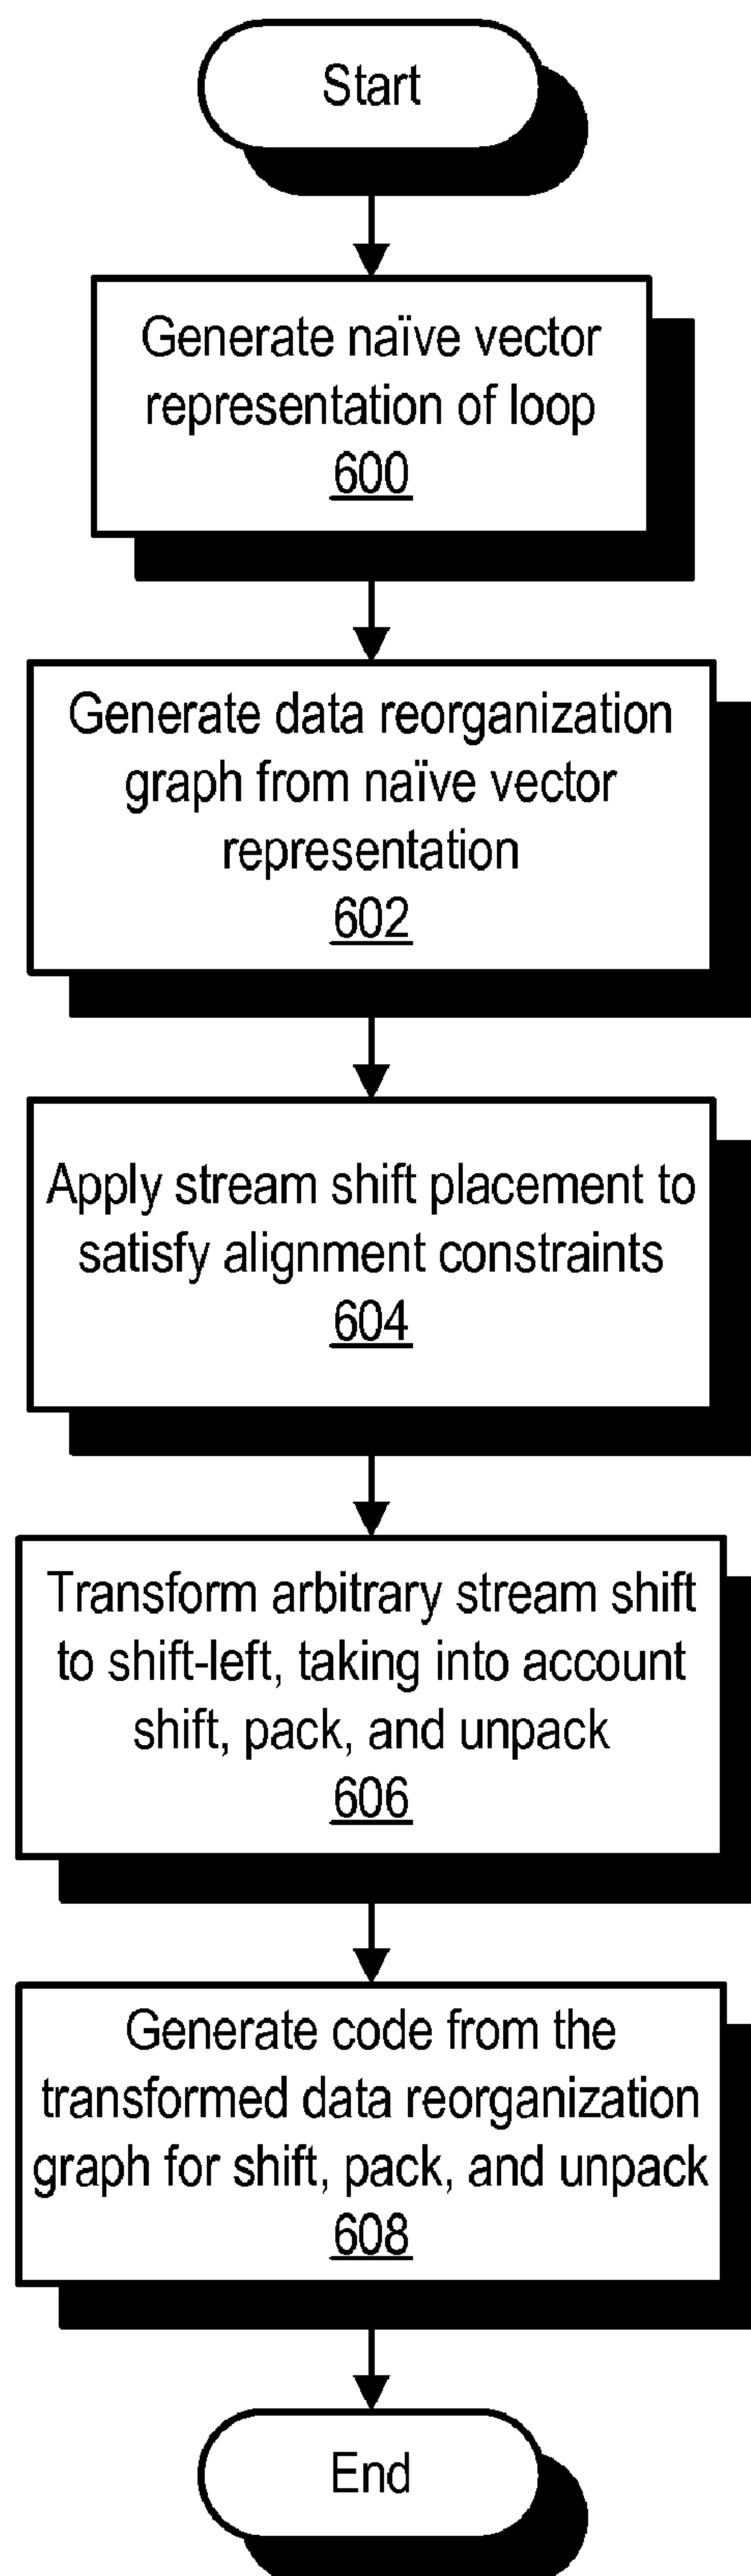 Start
Generate naïve vector
representation of loop
600
Generate data reorganization
graph from naïve vector
representation
602
Apply stream shift placement to
satisfy alignment constraints
604
Transform arbitrary stream shift
to shift-left, taking into account
shift, pack, and unpack
606
Generate code from the
transformed data reorganization
graph for shift, pack, and unpack
608
End